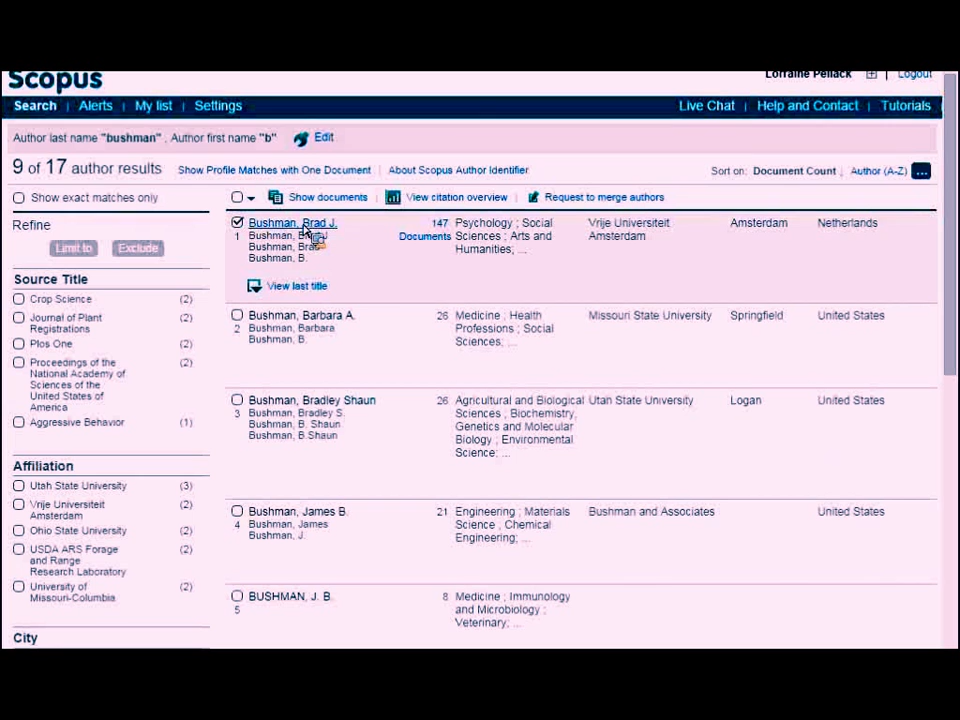 Scopus
Lorraine Pellack Logout
Search Alerts My list Settings Live Chat Help and Contact Tutorials
Author last name "bushman" , Author first name "b" Edit
9 of 17 author results Show Profile Matches with One Document About Scopus Author Identifier Sort on: Document Count Author (A-Z) ...
Show exact matches only
Show documents View citation overview Request to merge authors
Refine
Limit to Exclude
Source Title
Crop Science (2)
Journal of Plant (2)
Registrations
Plos One (2)
Proceedings of the (2)
National Academy of
Sciences of the
United States of
America
Aggressive Behavior (1)
Affiliation
Utah State University (3)
Vrije Universiteit (2)
Amsterdam
Ohio State University (2)
USDA ARS Forage (2)
and Range
Research Laboratory
University of (2)
Missouri-Columbia
City
Bushman, Brad J. 147 Psychology ; Social Vrije Universiteit Amsterdam Netherlands
1 Bushman, Documents Sciences ; Arts and Amsterdam
Bushman, Humanities; ...
Bushman, B.
View last title
Bushman, Barbara A. 26 Medicine ; Health Missouri State University Springfield United States
2 Bushman, Barbara Professions ; Social
Bushman, B. Sciences; ...
Bushman, Bradley Shaun 26 Agricultural and Biological Utah State University Logan United States
3 Bushman, Bradley S. Sciences ; Biochemistry,
Bushman, B. Shaun Genetics and Molecular
Bushman, B.Shaun Biology ; Environmental
Science; ...
Bushman, James B. 21 Engineering ; Materials Bushman and Associates United States
4 Bushman, James Science ; Chemical
Bushman, J. Engineering; ...
BUSHMAN, J. B. 8 Medicine ; Immunology
5 and Microbiology ;
Veterinary; ...